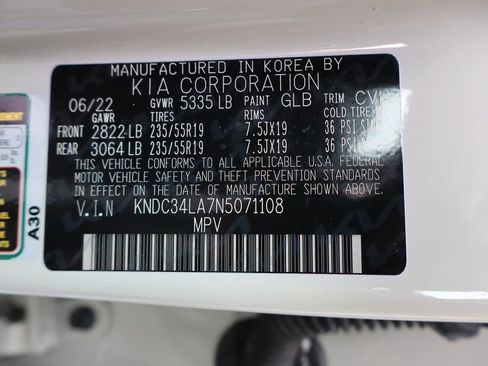 MANUFACTURED IN KOREA BY
KIA CORPORATION
06/22 GVWR 5335 LB PAINT GLB TRIM
TIRES RIMS COLD TIRE
FRONT 2822 LB 235/55R19 7.5JX19 36 PSI
REAR 3064 LB 235/55R19 7.5JX19 36 PSI
THIS VEHICLE CONFORMS TO ALL APPLICABLE U.S.A. FEDERAL
MOTOR VEHICLE SAFETY AND THEFT PREVENTION STANDARDS
IN EFFECT ON THE DATE OF MANUFACTURE SHOWN ABOVE.
V.I.N KNDC34LA7N5071108
MPV
A30